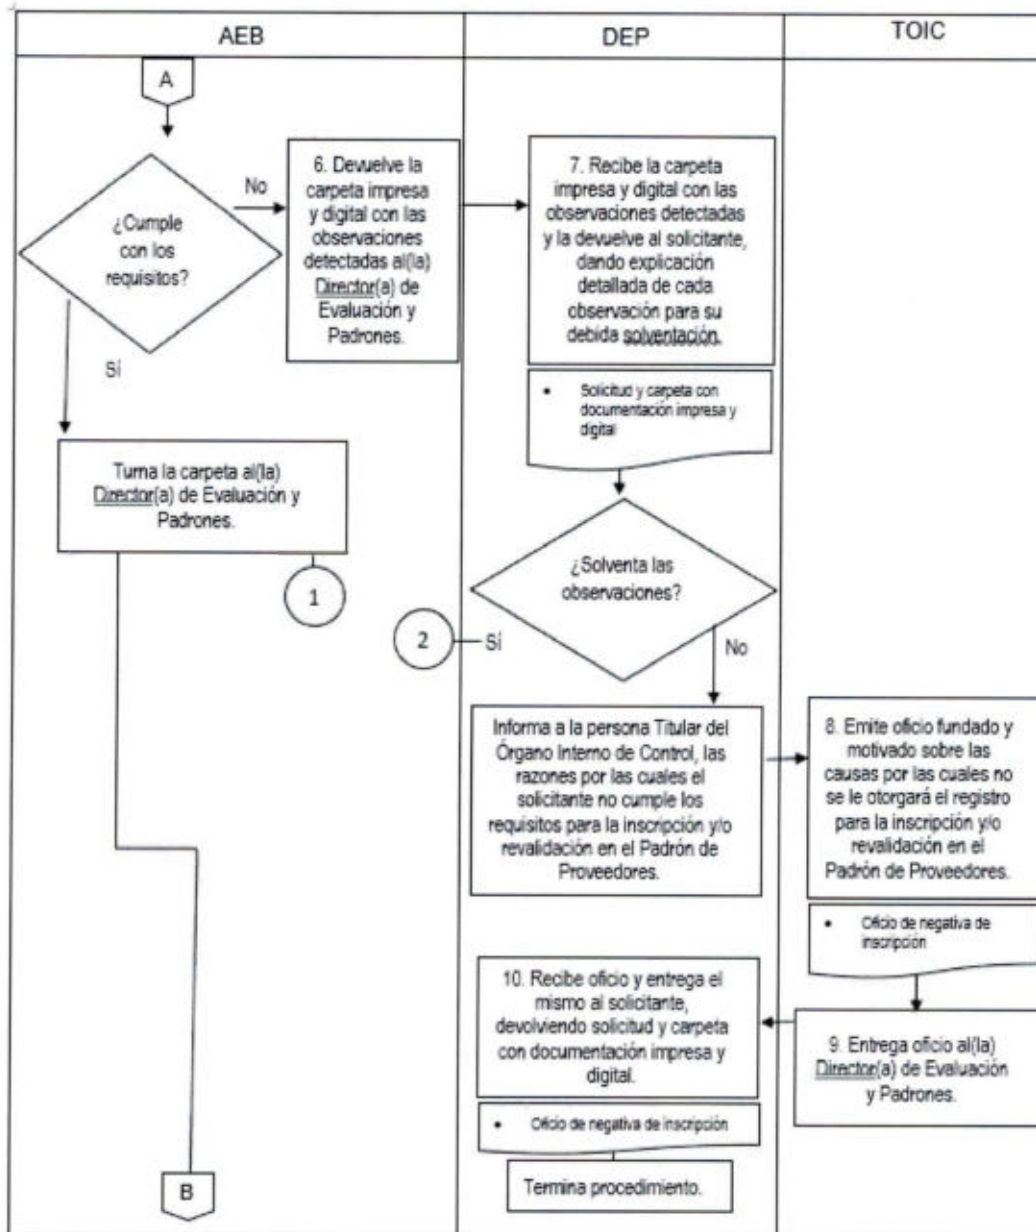 AEB
DEP
TOIC
A
¿Cumple
con los
requisitos?
No
Sí
6. Devuelve la
carpeta impresa
y digital con las
observaciones
detectadas al(la)
Director(a) de
Evaluación y
Padrones.
7. Recibe la carpeta
impresa y digital con las
observaciones detectadas
y la devuelve al solicitante,
dando explicación
detallada de cada
observación para su
debida solventación.
• Solicitud y carpeta con
documentación impresa y
digital
Turna la carpeta al(la)
Director(a) de Evaluación y
Padrones.
1
¿Solventa las
observaciones?
2
Sí
No
Informa a la persona Titular del
Órgano Interno de Control, las
razones por las cuales el
solicitante no cumple los
requisitos para la inscripción y/o
revalidación en el Padrón de
Proveedores.
8. Emite oficio fundado y
motivado sobre las
causas por las cuales no
se le otorgará el registro
para la inscripción y/o
revalidación en el
Padrón de Proveedores.
• Oficio de negativa de
inscripción
9. Entrega oficio al(la)
Director(a) de Evaluación
y Padrones.
10. Recibe oficio y entrega el
mismo al solicitante,
devolviendo solicitud y carpeta
con documentación impresa y
digital.
• Oficio de negativa de inscripción
Termina procedimiento.
B